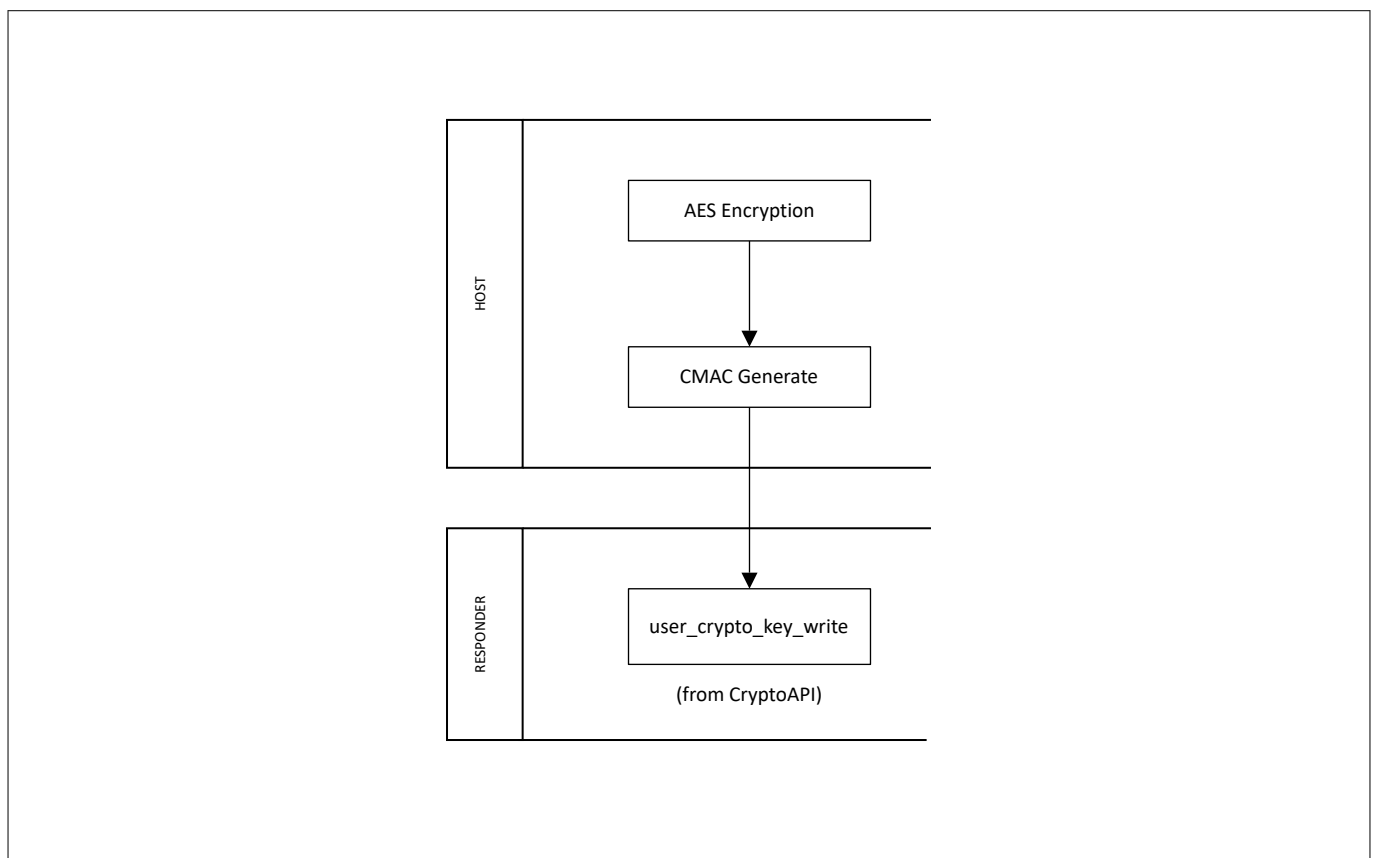 HOST
AES Encryption
CMAC Generate
RESPONDER
user_crypto_key_write
(from CryptoAPI)